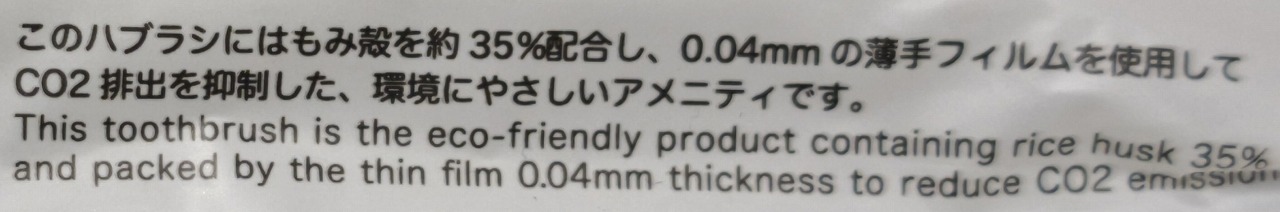 このハブラシにはもみ殻を約 35%配合し、0.04mm の薄手フィルムを使用して
CO2 排出を抑制した、環境にやさしいアメニティです。
This toothbrush is the eco-friendly product containing rice husk 35%
and packed by the thin film 0.04mm thickness to reduce CO2 emission